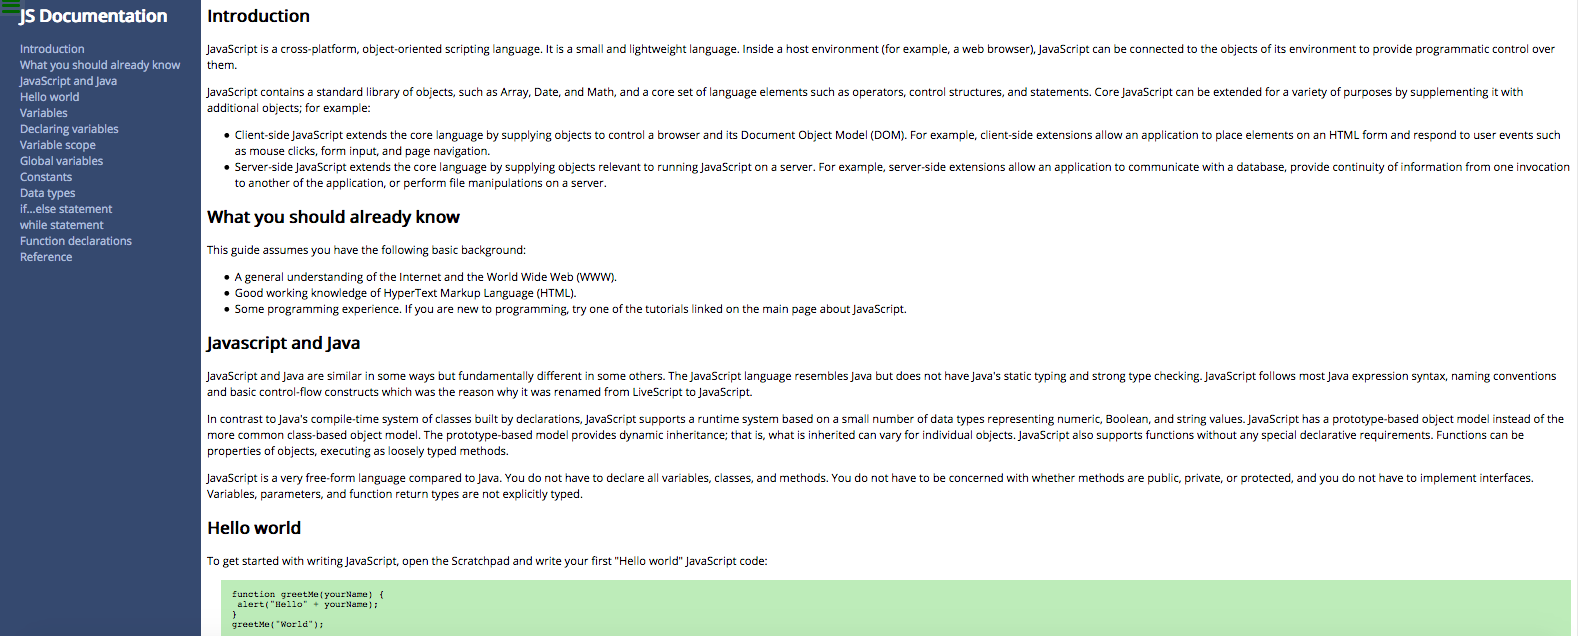 JS Documentation
Introduction
What you should already know
JavaScript and Java
Hello world
Variables
Declaring variables
Variable scope
Global variables
Constants
Data types
if...else statement
while statement
Function declarations
Reference
Introduction
JavaScript is a cross-platform, object-oriented scripting language. It is a small and lightweight language. Inside a host environment (for example, a web browser), JavaScript can be connected to the objects of its environment to provide programmatic control over
them.
JavaScript contains a standard library of objects, such as Array, Date, and Math, and a core set of language elements such as operators, control structures, and statements. Core JavaScript can be extended for a variety of purposes by supplementing it with
additional objects; for example:
• Client-side JavaScript extends the core language by supplying objects to control a browser and its Document Object Model (DOM). For example, client-side extensions allow an application to place elements on an HTML form and respond to user events such
as mouse clicks, form input, and page navigation.
• Server-side JavaScript extends the core language by supplying objects relevant to running JavaScript on a server. For example, server-side extensions allow an application to communicate with a database, provide continuity of information from one invocation
to another of the application, or perform file manipulations on a server.
What you should already know
This guide assumes you have the following basic background:
• A general understanding of the Internet and the World Wide Web (WWW).
• Good working knowledge of HyperText Markup Language (HTML).
• Some programming experience. If you are new to programming, try one of the tutorials linked on the main page about JavaScript.
Javascript and Java
JavaScript and Java are similar in some ways but fundamentally different in some others. The JavaScript language resembles Java but does not have Java's static typing and strong type checking. JavaScript follows most Java expression syntax, naming conventions
and basic control-flow constructs which was the reason why it was renamed from LiveScript to JavaScript.
In contrast to Java's compile-time system of classes built by declarations, JavaScript supports a runtime system based on a small number of data types representing numeric, Boolean, and string values. JavaScript has a prototype-based object model instead of the
more common class-based object model. The prototype-based model provides dynamic inheritance; that is, what is inherited can vary for individual objects. JavaScript also supports functions without any special declarative requirements. Functions can be
properties of objects, executing as loosely typed methods.
JavaScript is a very free-form language compared to Java. You do not have to declare all variables, classes, and methods. You do not have to be concerned with whether methods are public, private, or protected, and you do not have to implement interfaces.
Variables, parameters, and function return types are not explicitly typed.
Hello world
To get started with writing JavaScript, open the Scratchpad and write your first "Hello world" JavaScript code:
function greetMe(yourName) {
 alert("Hello" + yourName);
}
greetMe("World");